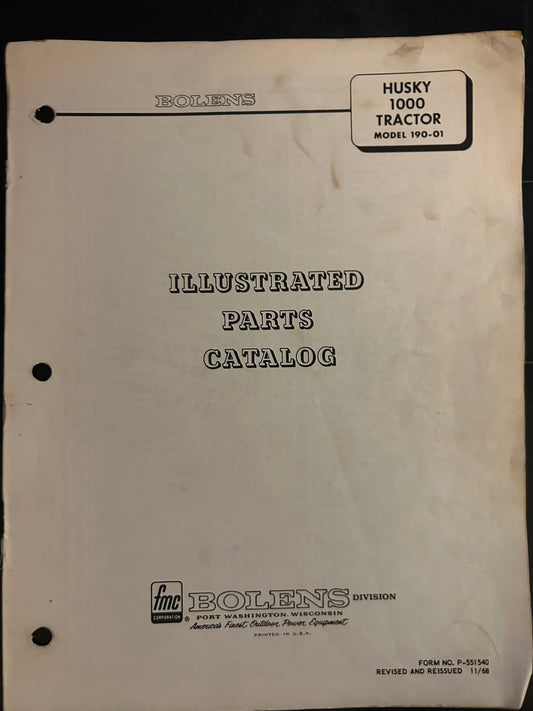 BOLENS
HUSKY
1000
TRACTOR
MODEL 190-01
ILLUSTRATED
PARTS
CATALOG
fmc
CORPORATION
® BOLENS DIVISION
PORT WASHINGTON, WISCONSIN
America's Finest Outdoor Power Equipment
PRINTED IN U.S.A.
FORM NO. P-551540
REVISED AND REISSUED 11/68